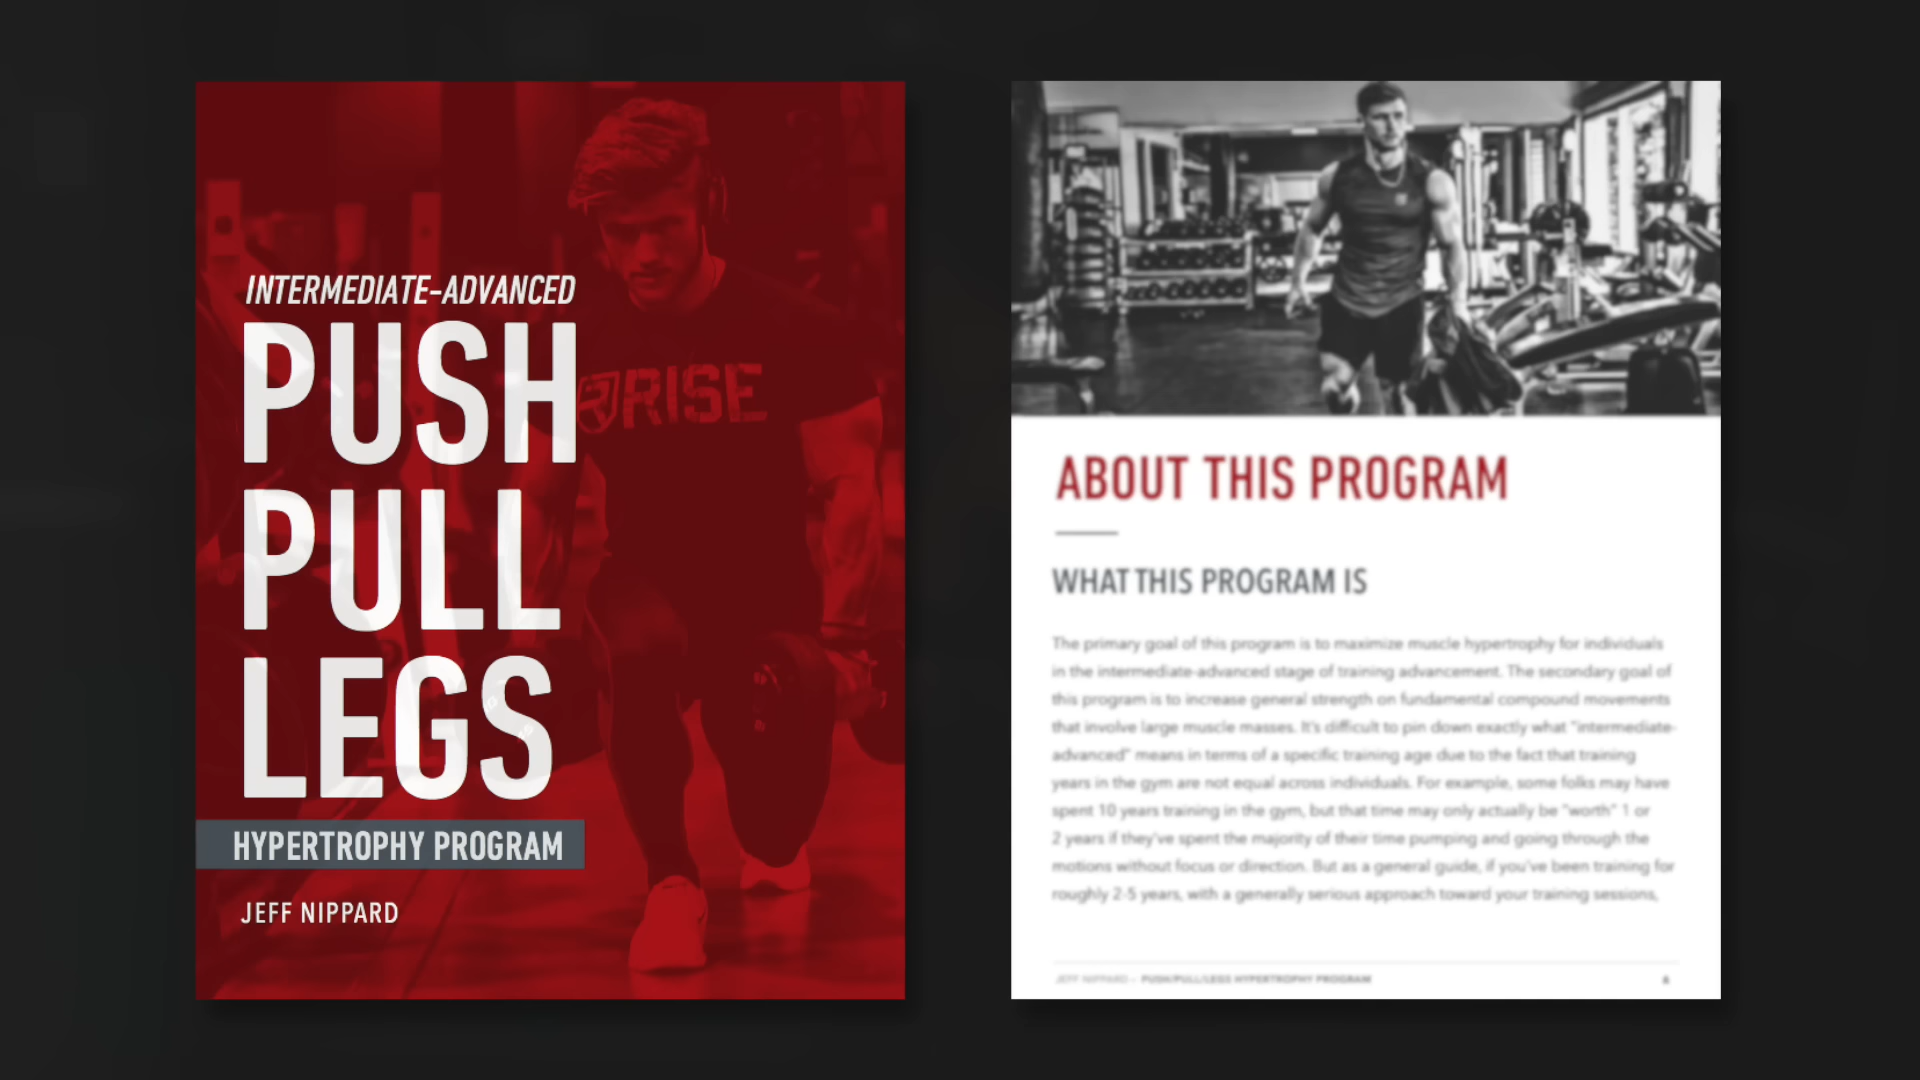 INTERMEDIATE-ADVANCED
PUSH
PULL
LEGS
HYPERTROPHY PROGRAM
JEFF NIPPARD
RISE
ABOUT THIS PROGRAM
WHAT THIS PROGRAM IS
The primary goal of this program is to maximize muscle hypertrophy for individuals
in the intermediate-advanced stage of training advancement. The secondary goal of
this program is to increase general strength on fundamental compound movements
that involve large muscle masses. It's difficult to pin down exactly what "intermediate-
advanced" means in terms of a specific training age due to the fact that training
years in the gym are not equal across individuals. For example, some folks may have
spent 10 years training in the gym, but that time may only actually be "worth" 1 or
2 years if they've spent the majority of their time pumping and going through the
motions without focus or direction. But as a general guide, if you've been training for
roughly 2-5 years, with a generally serious approach toward your training sessions,
JEFF NIPPARD - PUSH/PULL/LEGS HYPERTROPHY PROGRAM